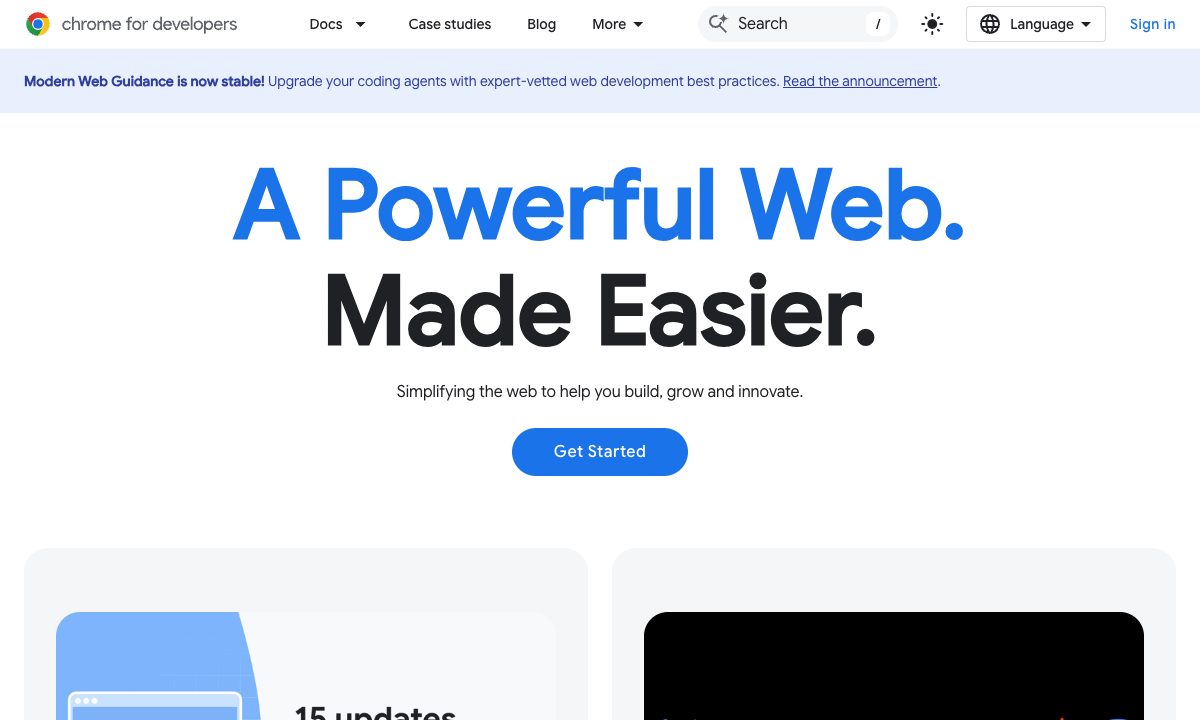 chrome for developers Docs Case studies Blog More Search / Language Sign in
Modern Web Guidance is now stable! Upgrade your coding agents with expert-vetted web development best practices. Read the announcement.
A Powerful Web.
Made Easier.
Simplifying the web to help you build, grow and innovate.
Get Started
15 updates